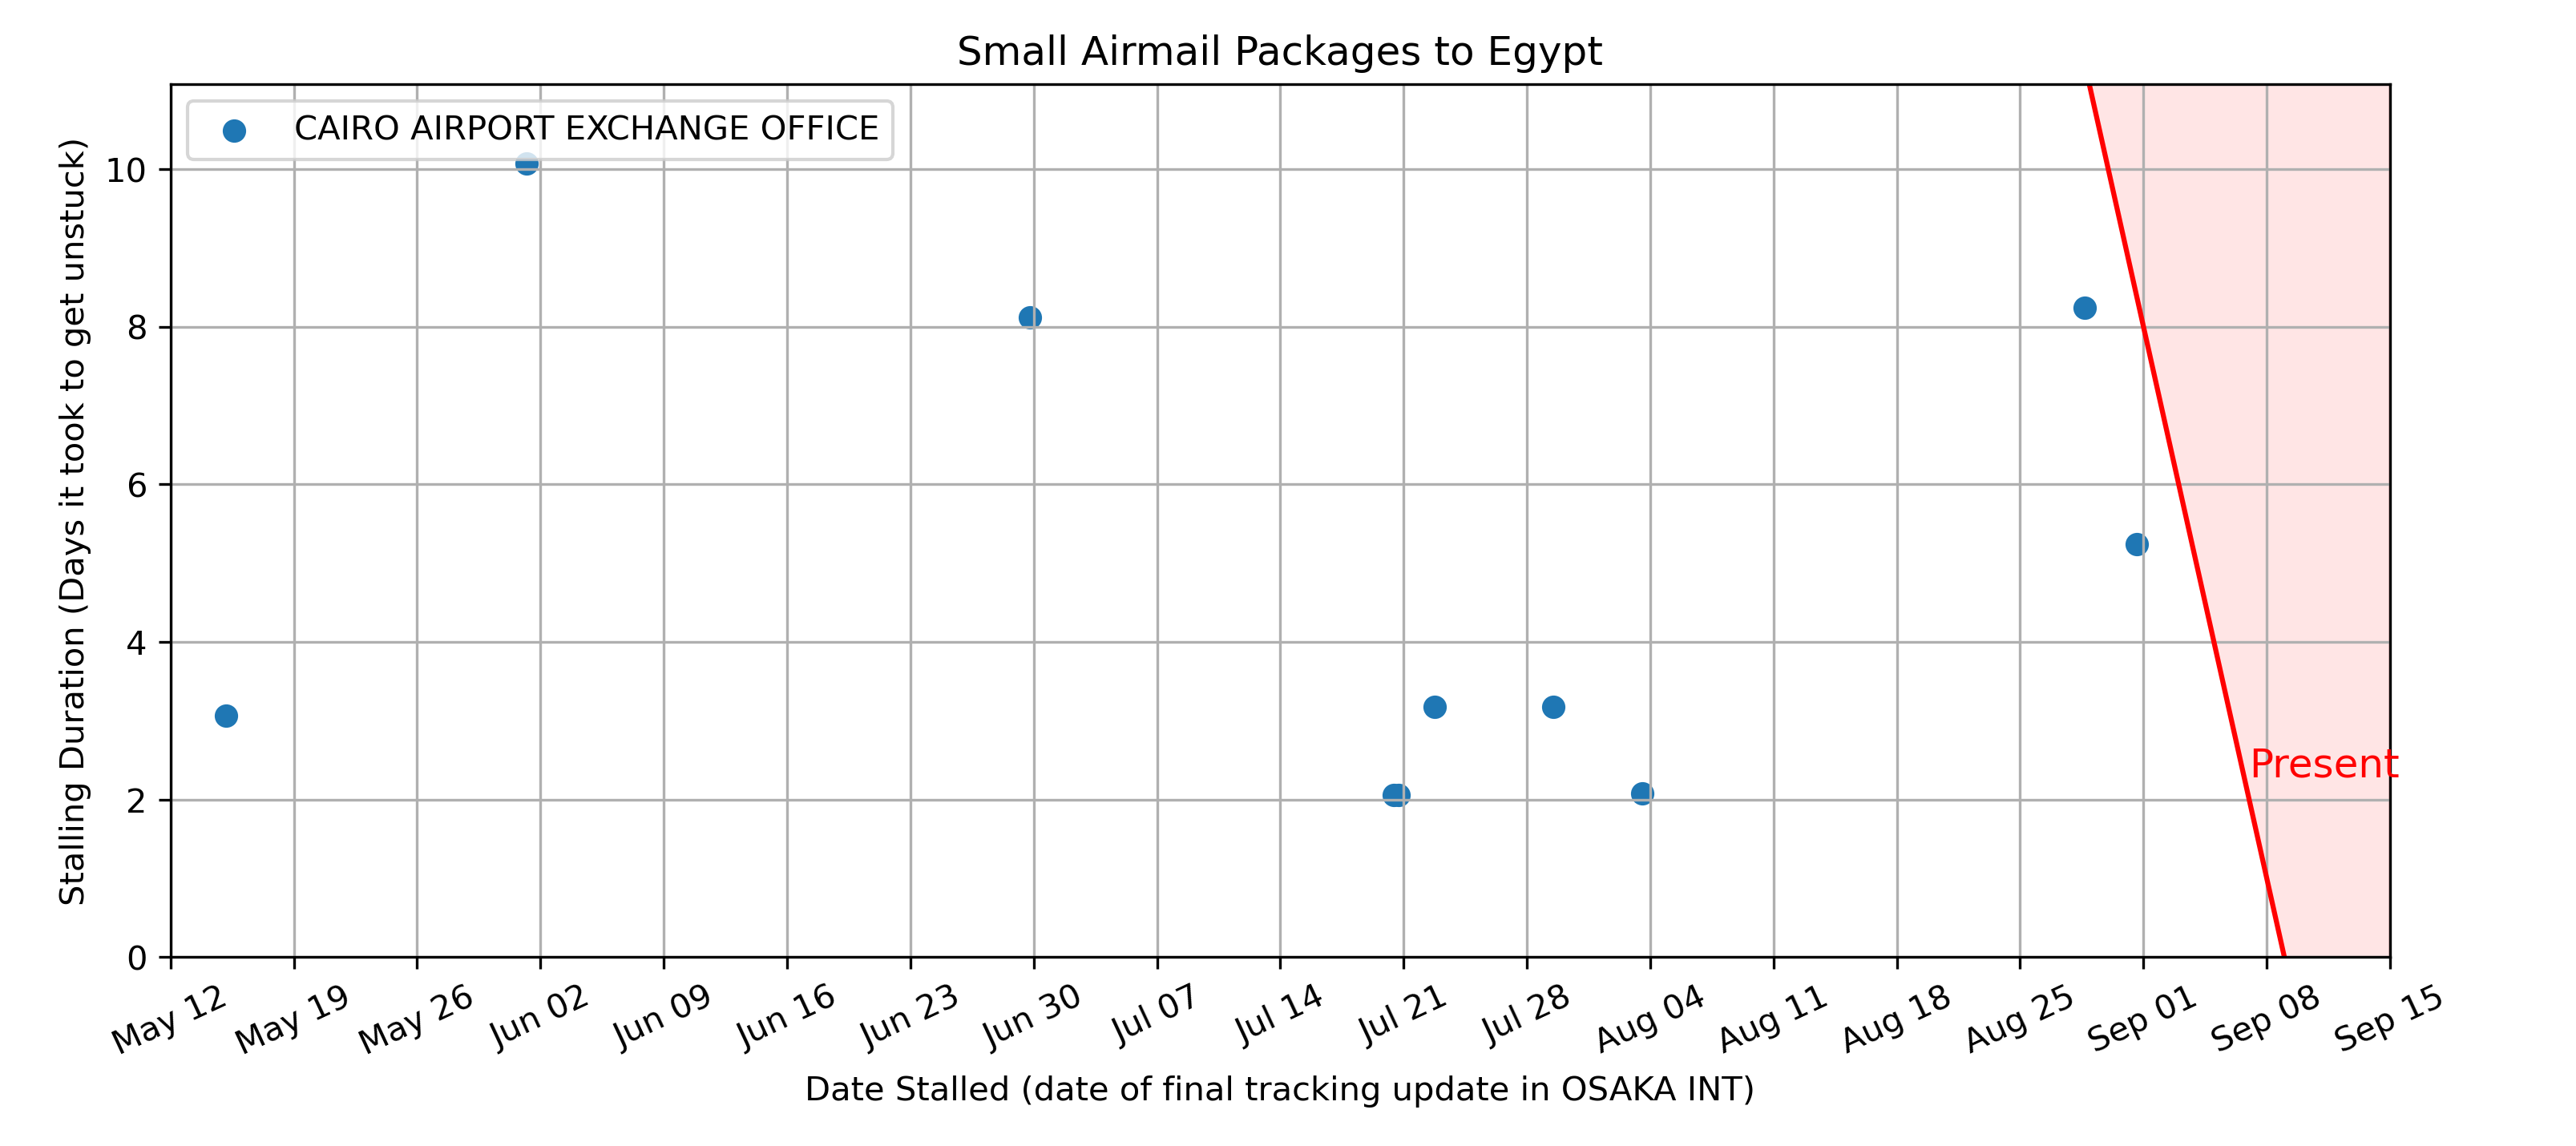 Small Airmail Packages to Egypt
CAIRO AIRPORT EXCHANGE OFFICE
Stalling Duration (Days it took to get unstuck)
10
8
6
4
2
0
Present
May 12
May 19
May 26
Jun 02
Jun 09
Jun 16
Jun 23
Jun 30
Jul 07
Jul 14
Jul 21
Jul 28
Aug 04
Aug 11
Aug 18
Aug 25
Sep 01
Sep 08
Sep 15
Date Stalled (date of final tracking update in OSAKA INT)